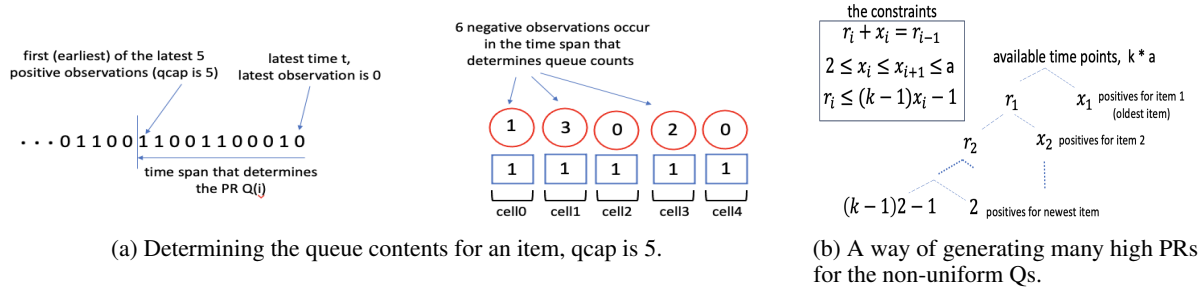 first (earliest) of the latest 5
positive observations (qcap is 5)
latest time t,
latest observation is 0
· · · 0 1 1 0 0 1 1 0 0 1 1 0 0 0 1 0
time span that determines
the PR Q(i)
6 negative observations occur
in the time span that
determines queue counts
1 3 0 2 0
1 1 1 1 1
cell0 cell1 cell2 cell3 cell4
(a) Determining the queue contents for an item, qcap is 5.
the constraints
r_i + x_i = r_{i-1}
2 ≤ x_i ≤ x_{i+1} ≤ a
r_i ≤ (k − 1)x_i − 1
available time points, k * a
r_1 x_1 positives for item 1
(oldest item)
r_2 x_2 positives for item 2
(k − 1)2 − 1 2 positives for newest item
(b) A way of generating many high PRs
for the non-uniform Qs.